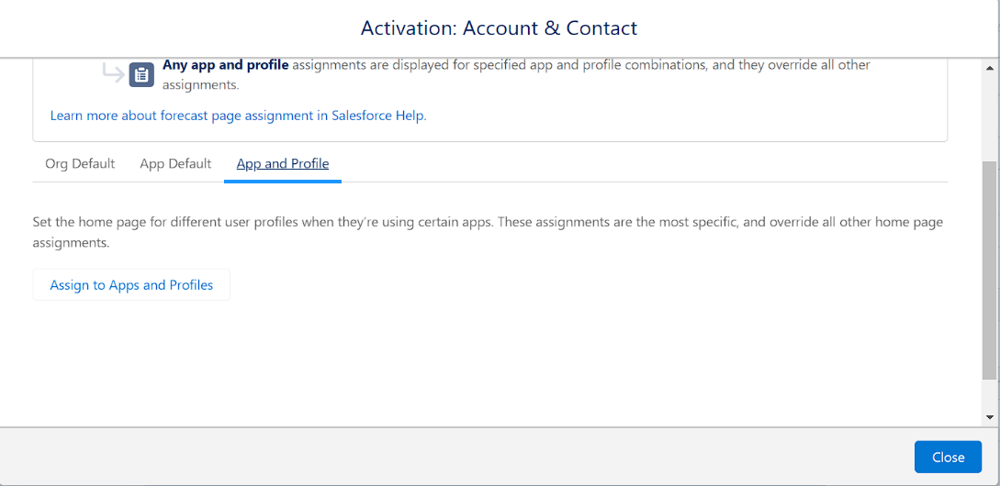 Activation: Account & Contact
Any app and profile assignments are displayed for specified app and profile combinations, and they override all other
assignments.
Learn more about forecast page assignment in Salesforce Help.
Org Default App Default App and Profile
Set the home page for different user profiles when they're using certain apps. These assignments are the most specific, and override all other home page
assignments.
Assign to Apps and Profiles
Close